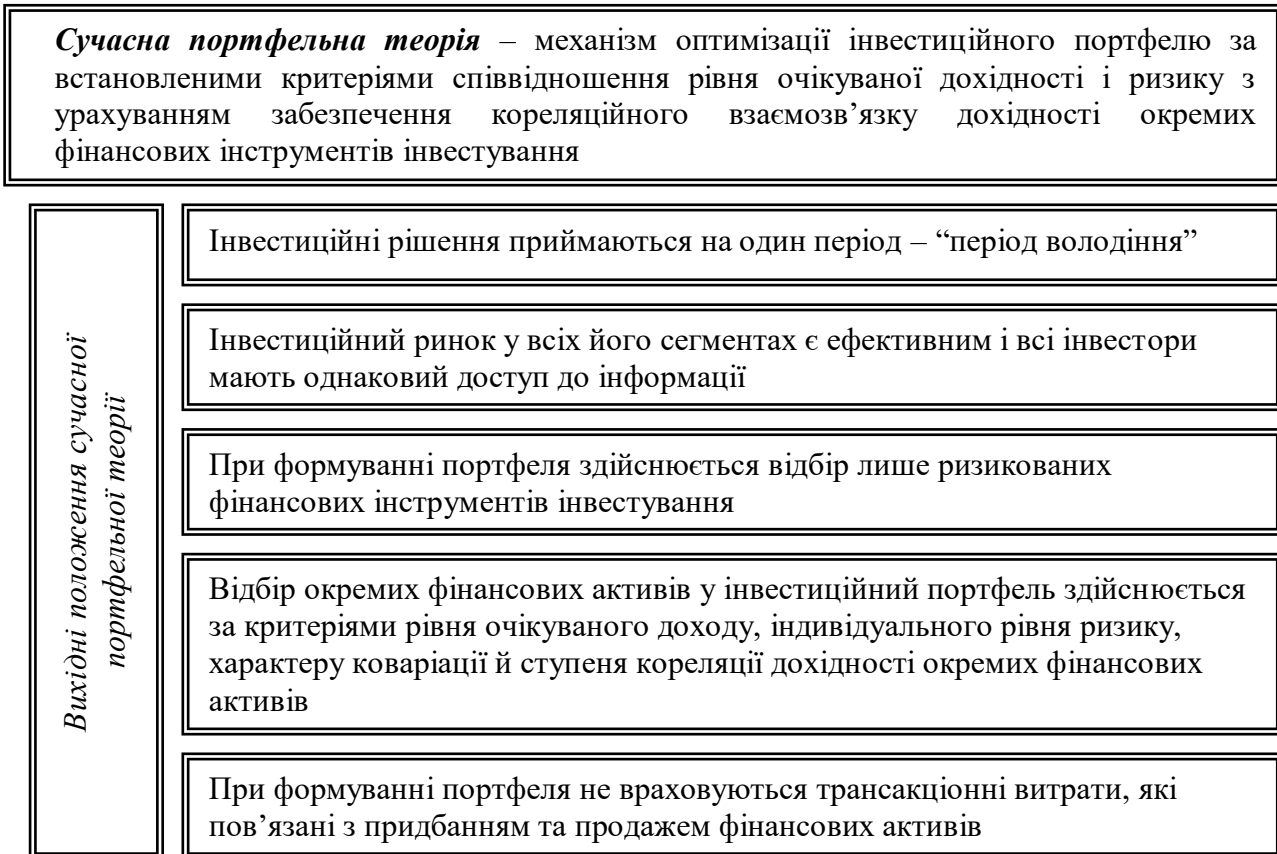 Сучасна портфельна теорія – механізм оптимізації інвестиційного портфелю за
встановленими критеріями співвідношення рівня очікуваної дохідності і ризику з
урахуванням забезпечення кореляційного взаємозв’язку дохідності окремих
фінансових інструментів інвестування
Вихідні положення сучасної
портфельної теорії
Інвестиційні рішення приймаються на один період – “період володіння”
Інвестиційний ринок у всіх його сегментах є ефективним і всі інвестори
мають однаковий доступ до інформації
При формуванні портфеля здійснюється відбір лише ризикованих
фінансових інструментів інвестування
Відбір окремих фінансових активів у інвестиційний портфель здійснюється
за критеріями рівня очікуваного доходу, індивідуального рівня ризику,
характеру коваріації й ступеня кореляції дохідності окремих фінансових
активів
При формуванні портфеля не враховуються трансакціонні витрати, які
пов’язані з придбанням та продажем фінансових активів